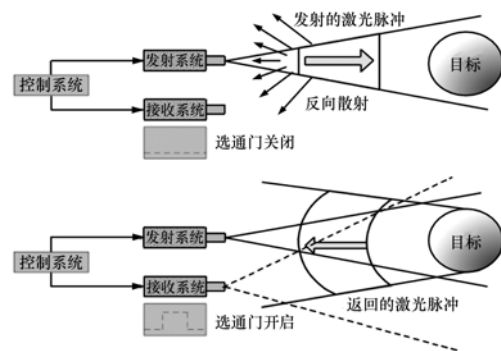 发射的激光脉冲
发射系统
目标
控制系统
接收系统
反向散射
选通门关闭
发射系统
目标
控制系统
接收系统
返回的激光脉冲
选通门开启